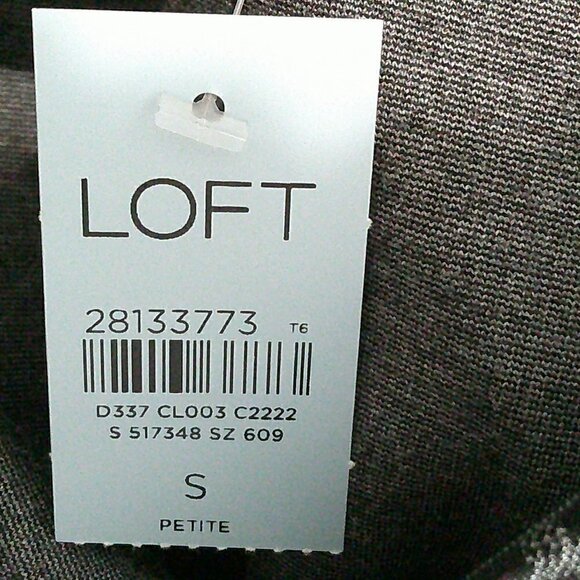 LOFT
28133773 T6
D337 CL003 C2222
S 517348 SZ 609
S
PETITE